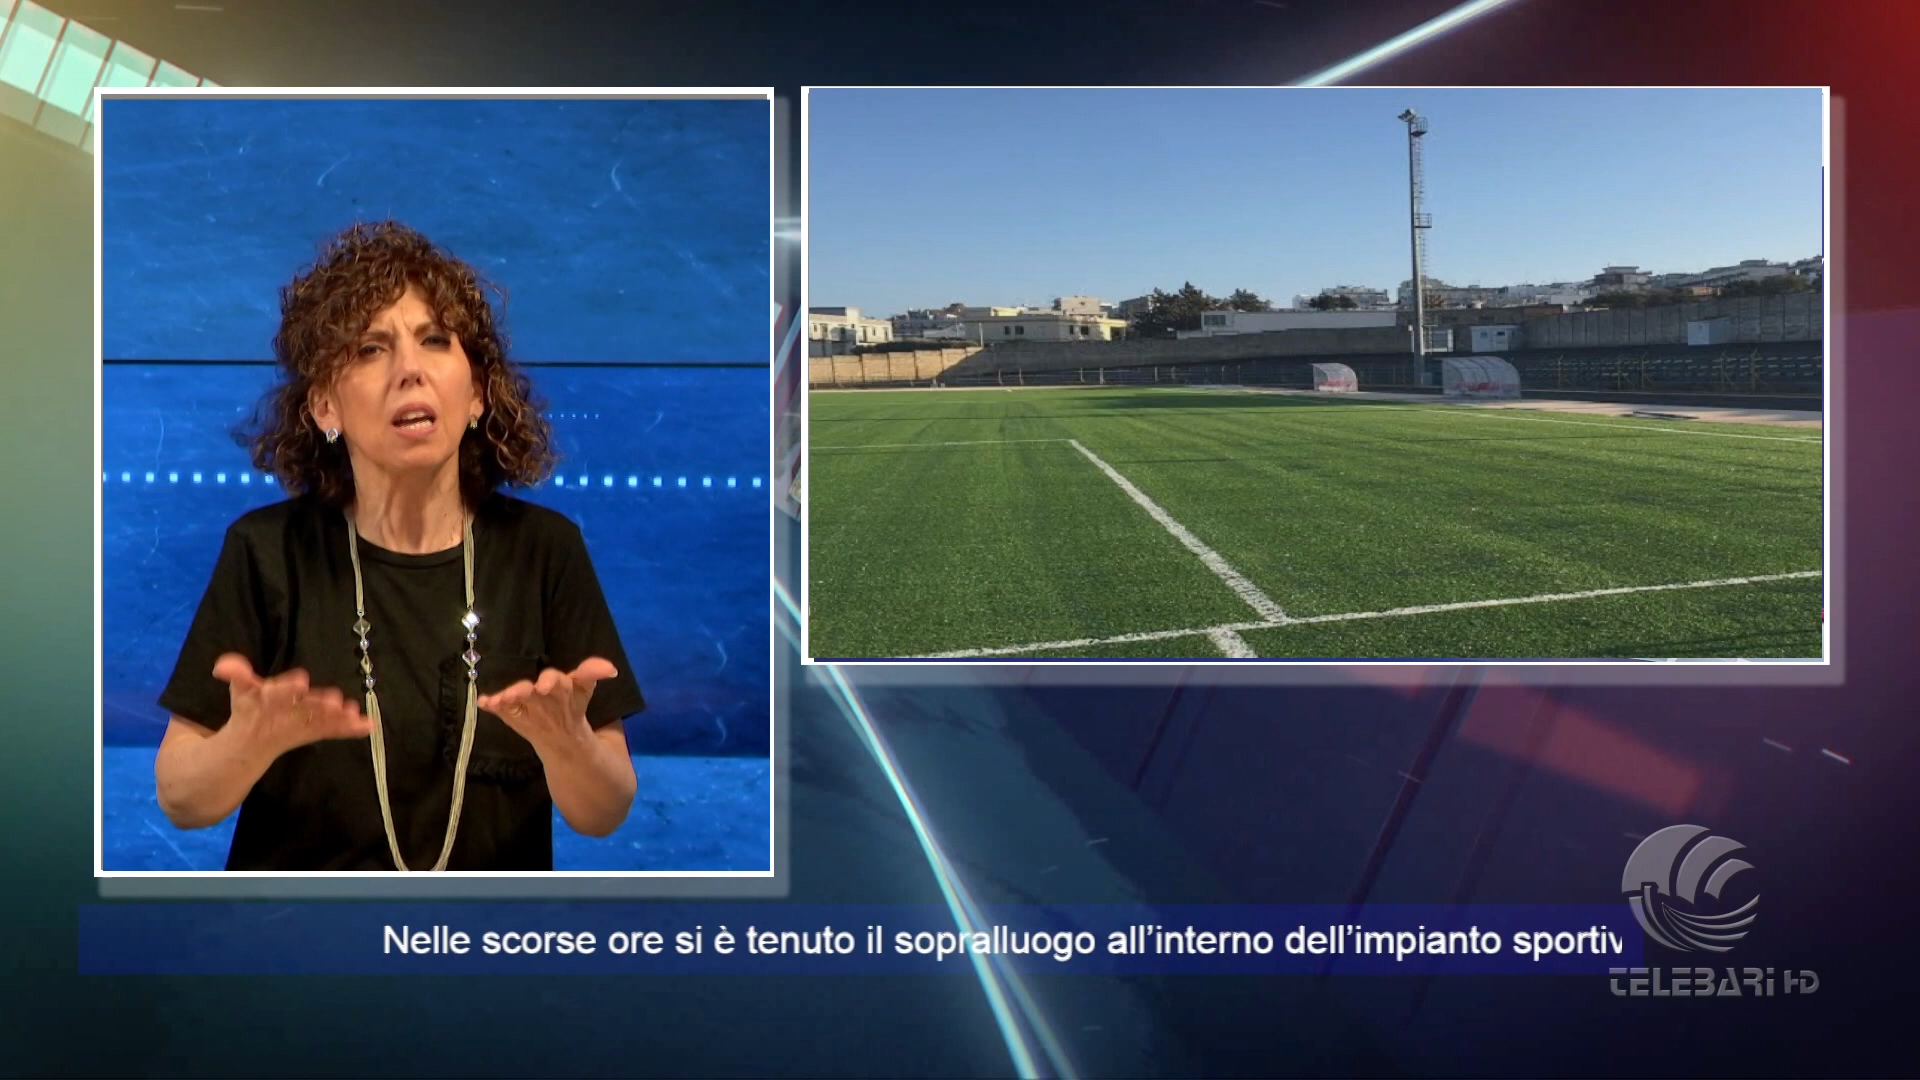 Nelle scorse ore si è tenuto il sopralluogo all’interno dell’impianto sportiv
TELEBARI HD